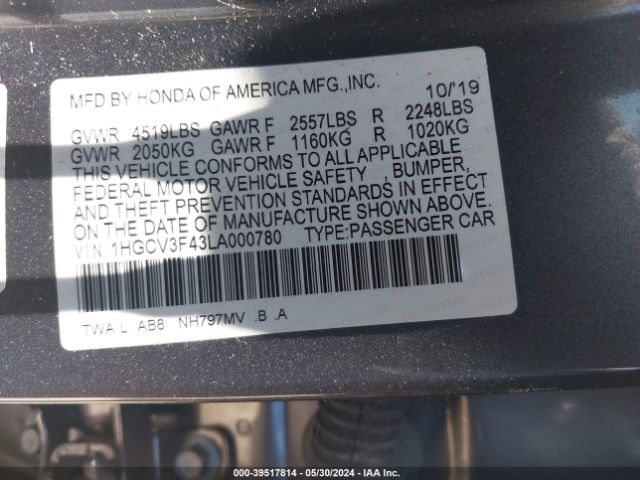 MFD BY HONDA OF AMERICA MFG.,INC. 10/'19
GVWR 4519LBS GAWR F 2557LBS R 2248LBS
GVWR 2050KG GAWR F 1160KG R 1020KG
THIS VEHICLE CONFORMS TO ALL APPLICABLE
FEDERAL MOTOR VEHICLE SAFETY , BUMPER,
AND THEFT PREVENTION STANDARDS IN EFFECT
ON THE DATE OF MANUFACTURE SHOWN ABOVE.
VIN:1HGCV3F43LA000780 TYPE:PASSENGER CAR
TWA L AB8 NH797MV .B .A
000-39517814 - 05/30/2024 - IAA Inc.